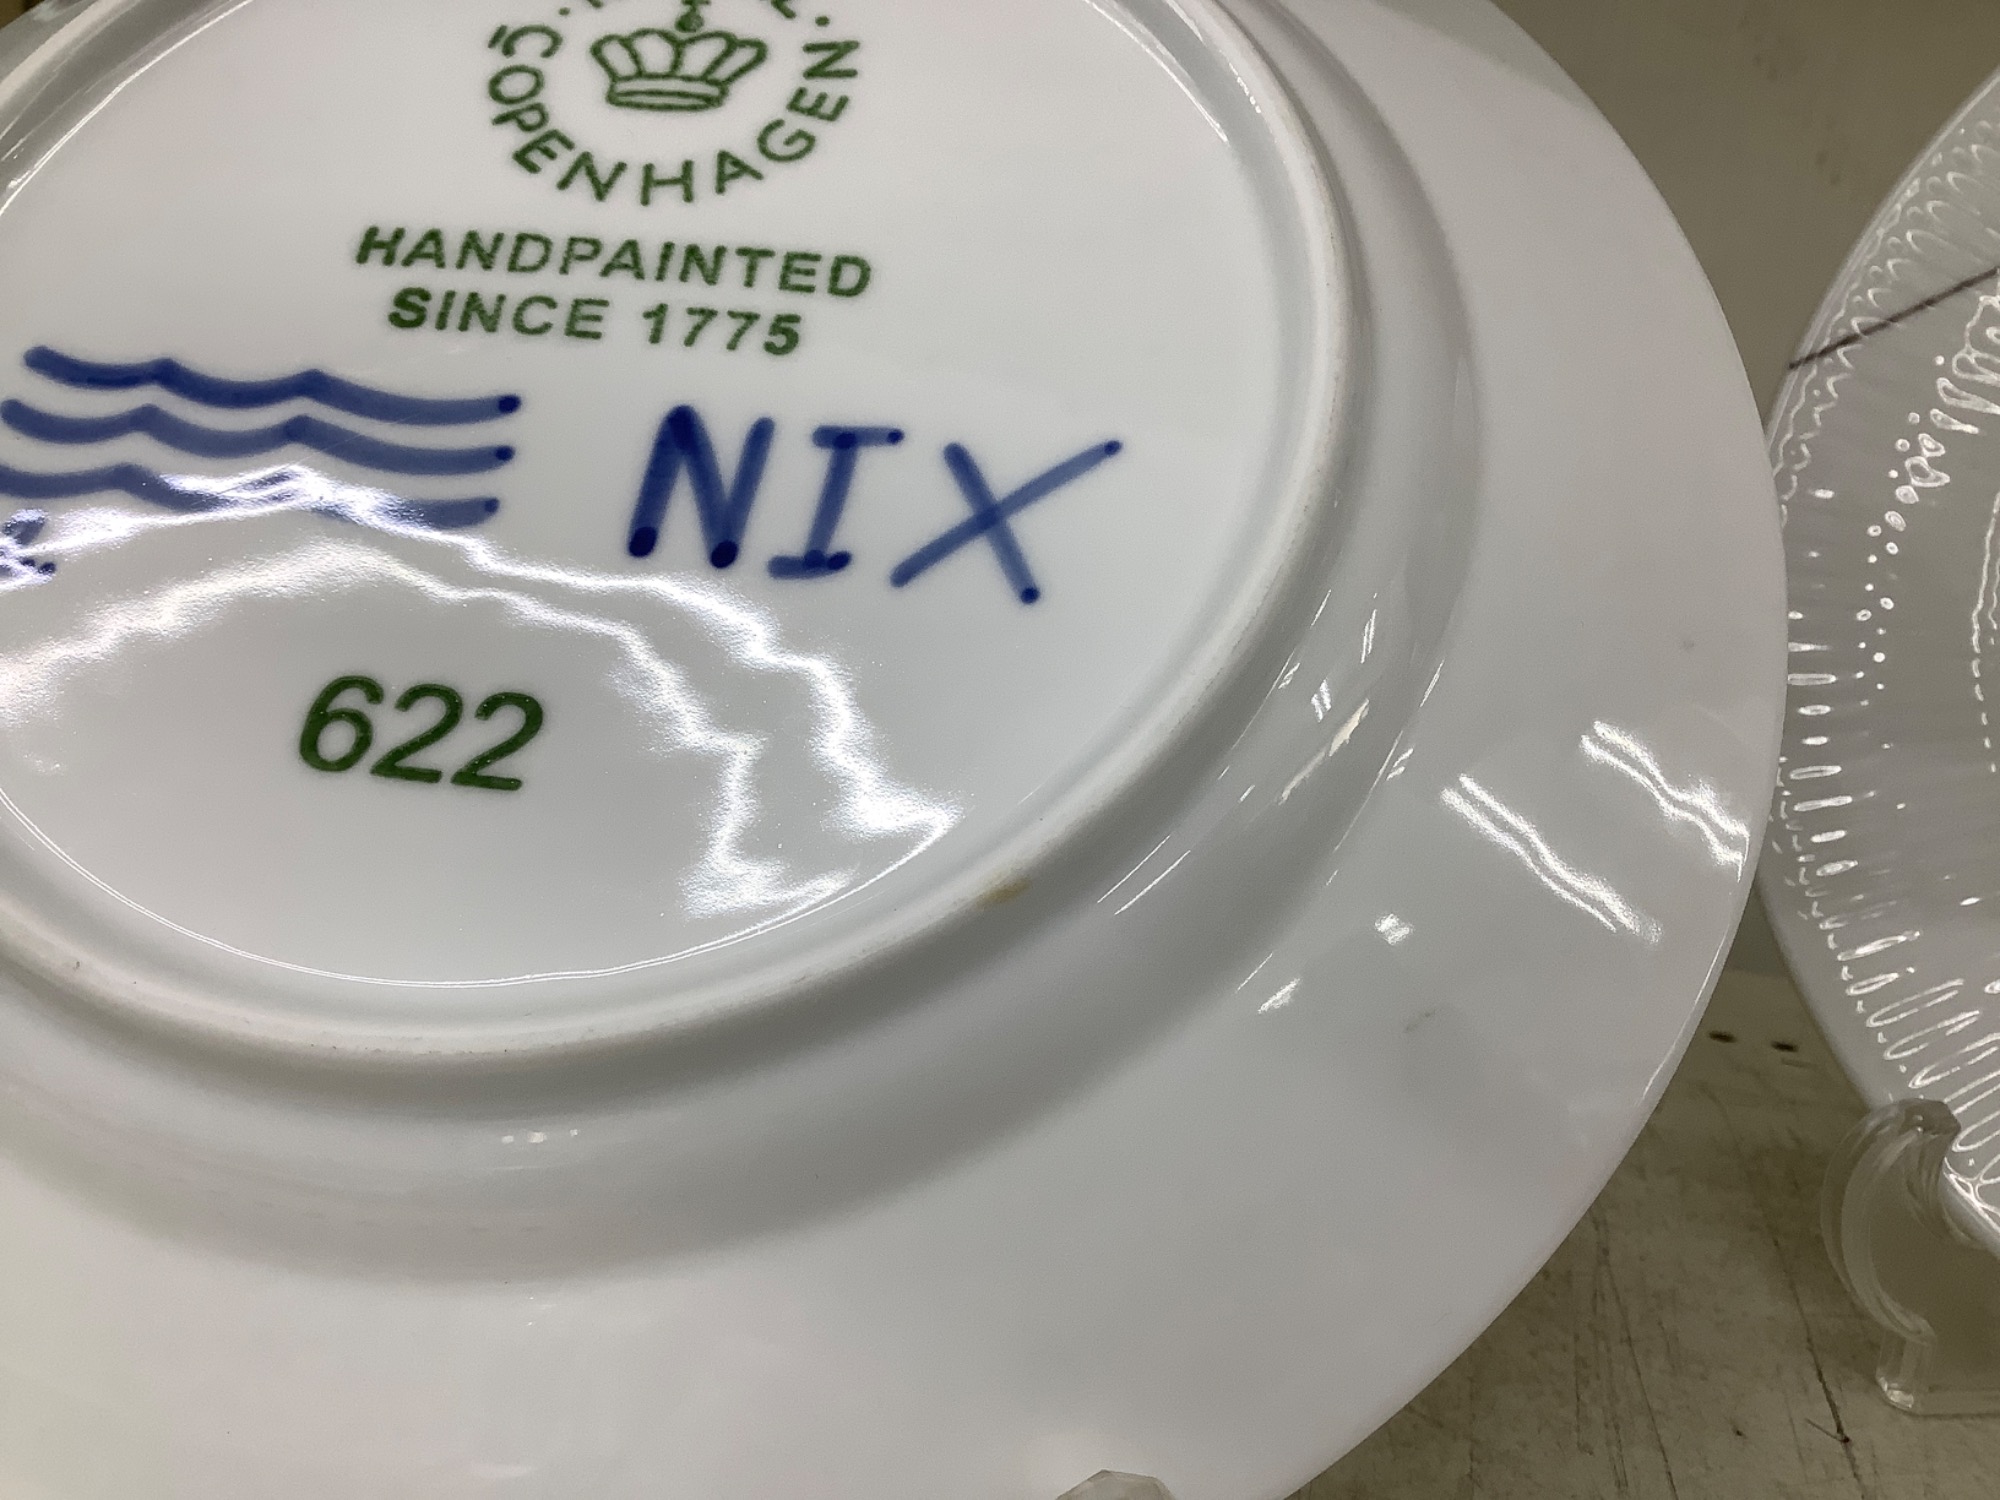 COPENHAGEN
HANDPAINTED
SINCE 1775
NIX
622